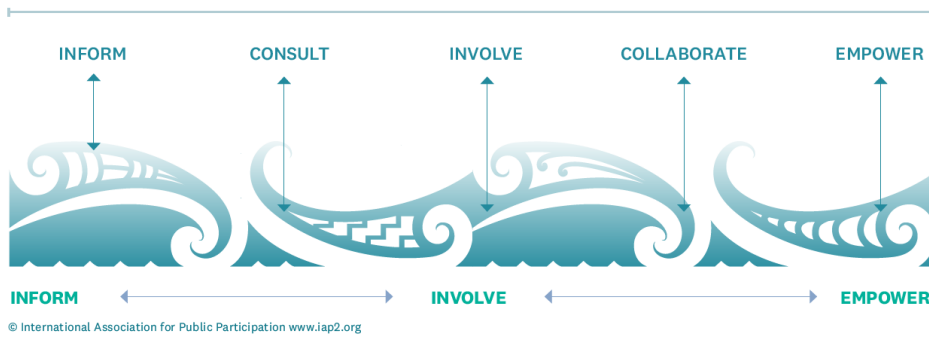 INFORM CONSULT INVOLVE COLLABORATE EMPOWER
INFORM INVOLVE EMPOWER
© International Association for Public Participation www.iap2.org